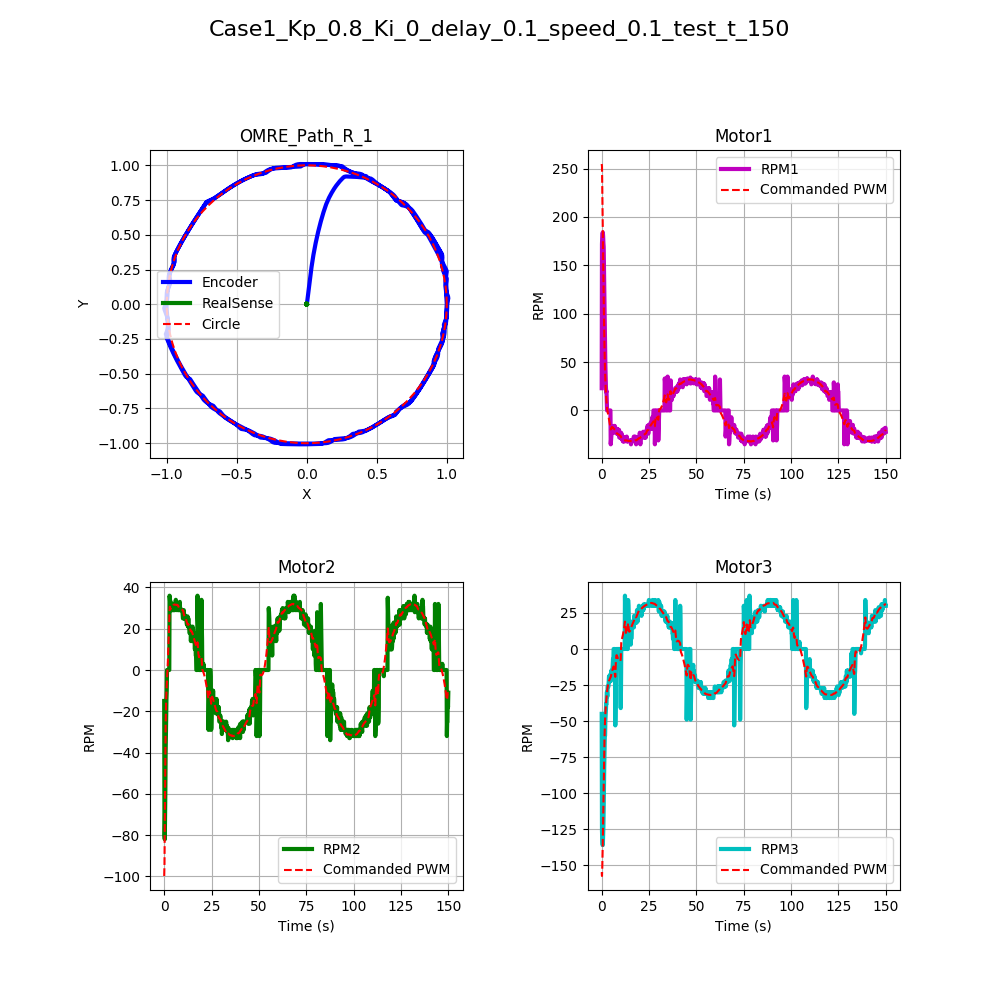 Case1_Kp_0.8_Ki_0_delay_0.1_speed_0.1_test_t_150
OMRE_Path_R_1
1.00
0.75
0.50
0.25
0.00
−0.25
−0.50
−0.75
−1.00
Y
Encoder
RealSense
Circle
−1.0 −0.5 0.0 0.5 1.0
X
Motor1
250
200
150
100
50
0
RPM
RPM1
Commanded PWM
0 25 50 75 100 125 150
Time (s)
Motor2
40
20
0
−20
−40
−60
−80
−100
RPM
RPM2
Commanded PWM
0 25 50 75 100 125 150
Time (s)
Motor3
25
0
−25
−50
−75
−100
−125
−150
RPM
RPM3
Commanded PWM
0 25 50 75 100 125 150
Time (s)